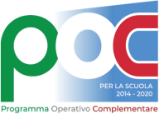 poc
PER LA SCUOLA
2014 - 2020
Programma Operativo Complementare